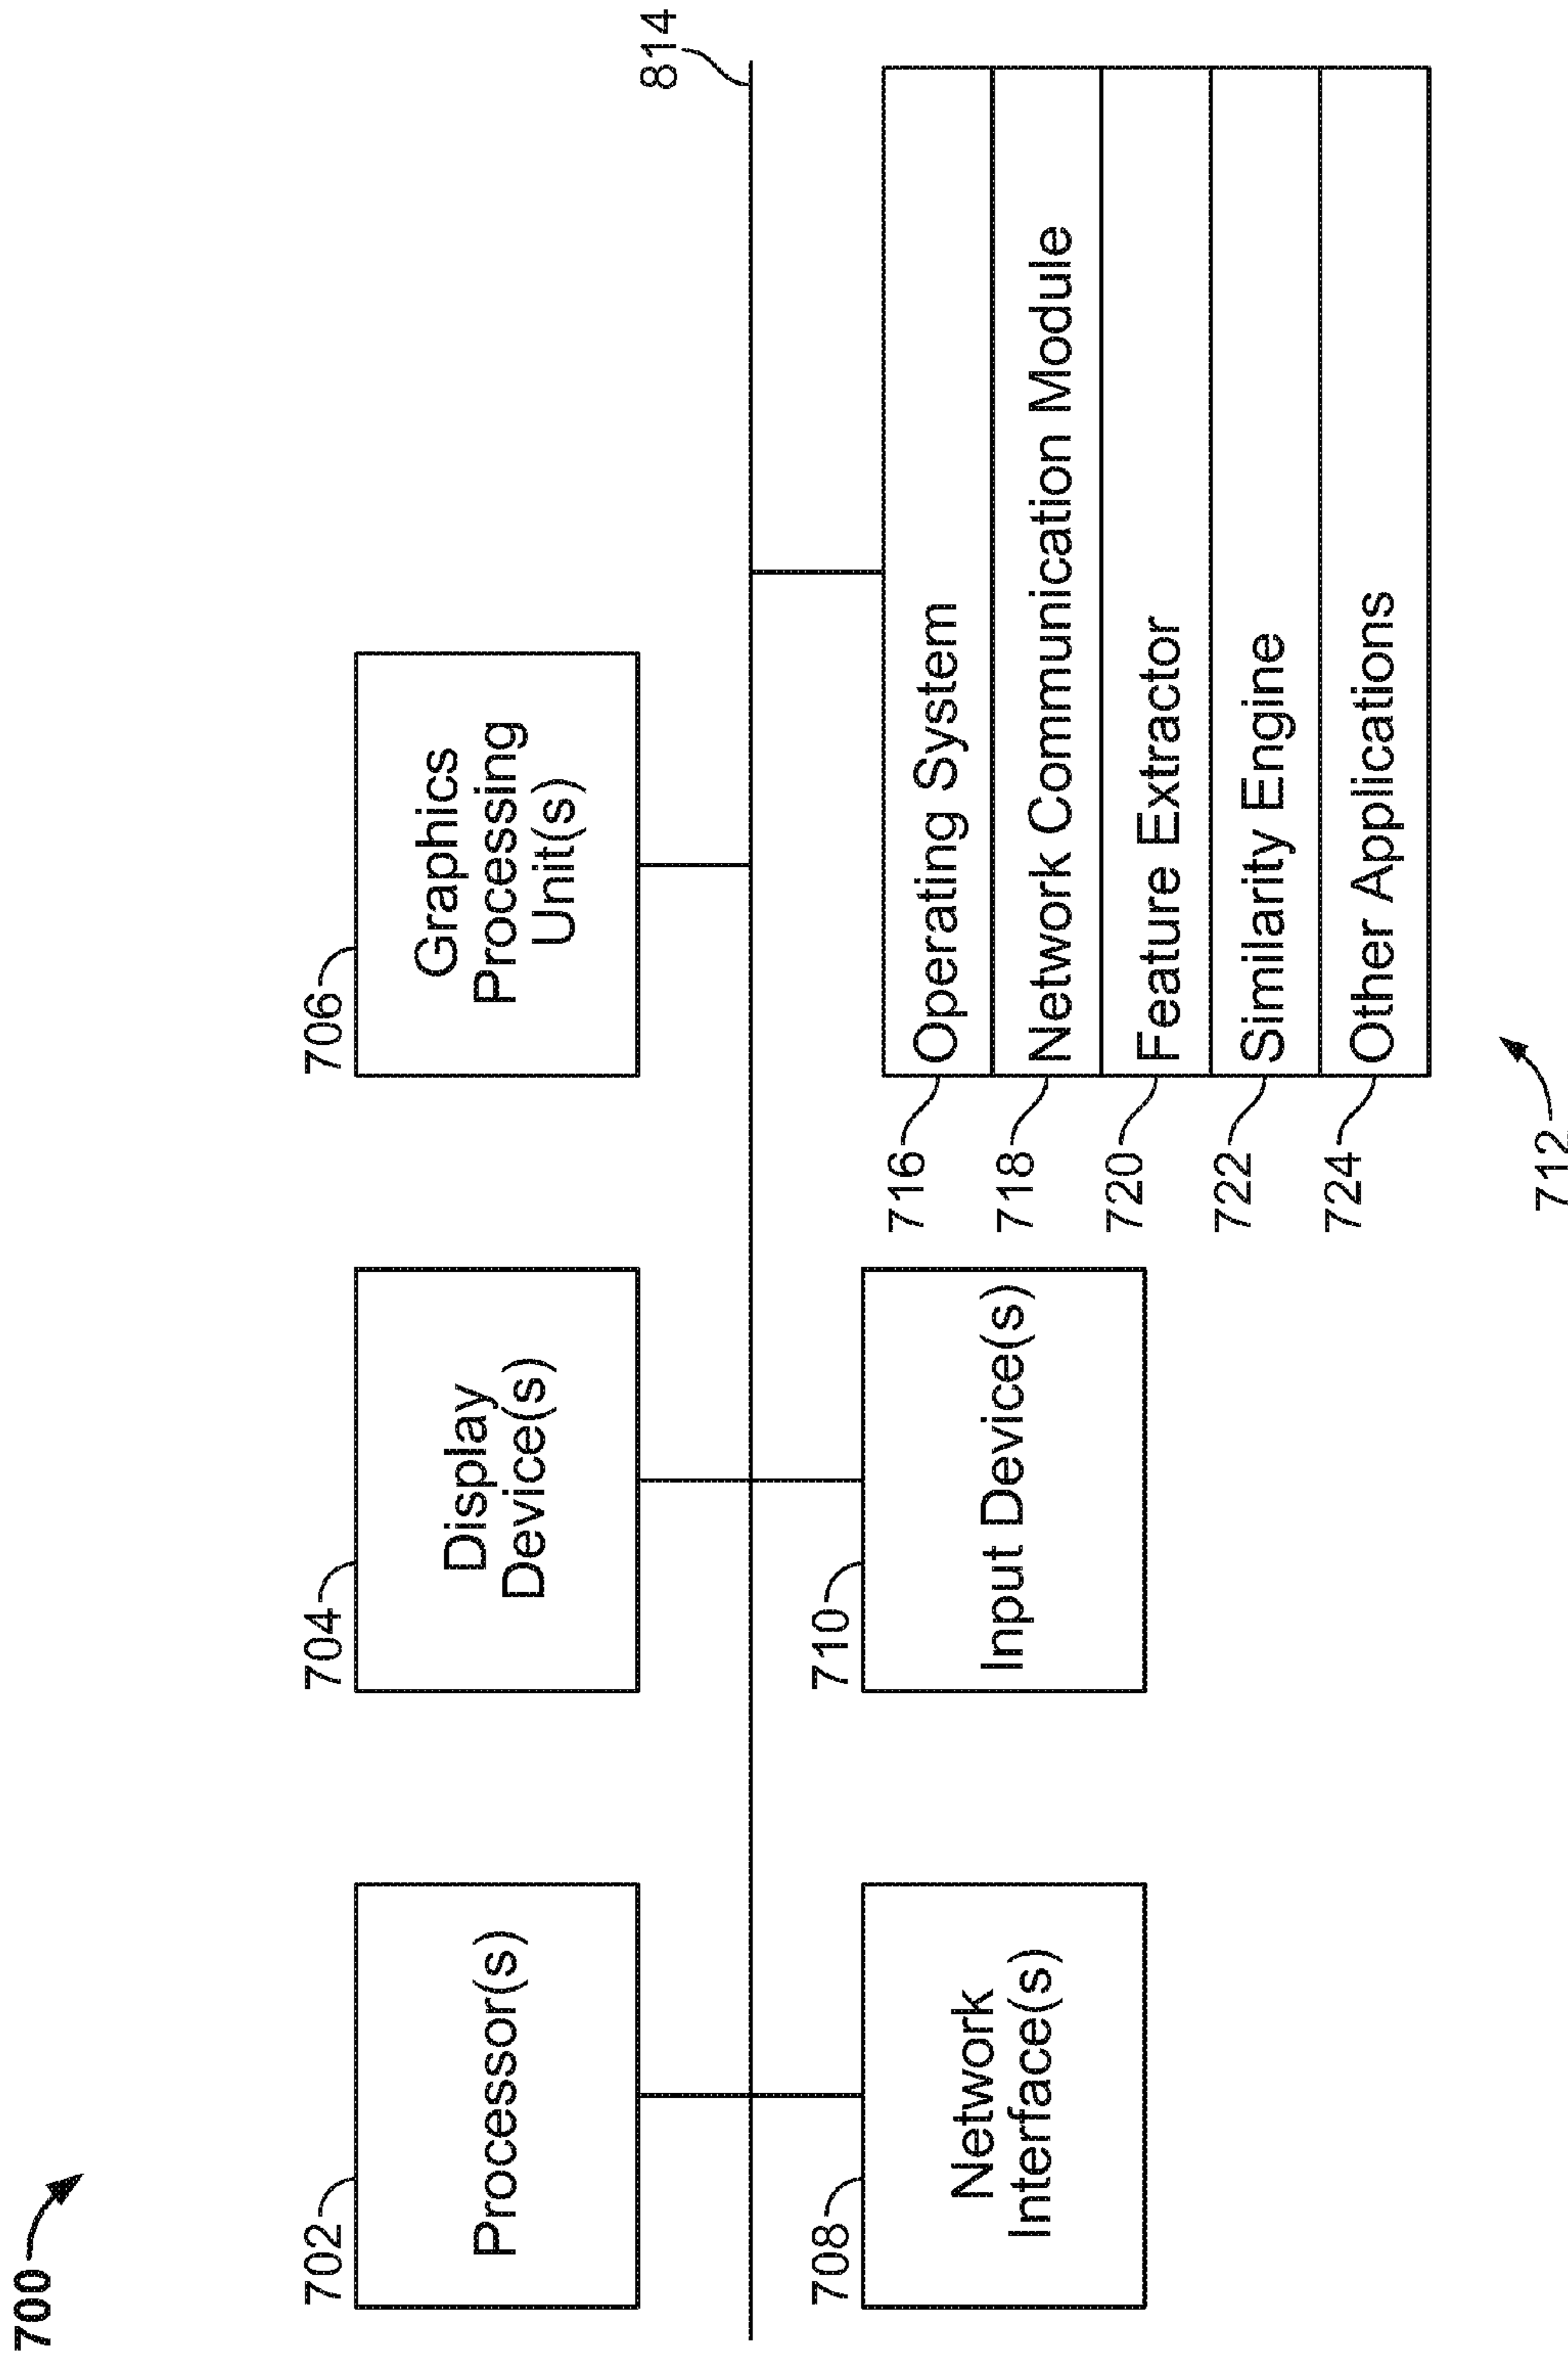 700
702
Processor(s)
704
Display
Device(s)
706
Graphics
Processing
Unit(s)
814
708
Network
Interface(s)
710
Input Device(s)
716
Operating System
718
Network Communication Module
720
Feature Extractor
722
Similarity Engine
724
Other Applications
712